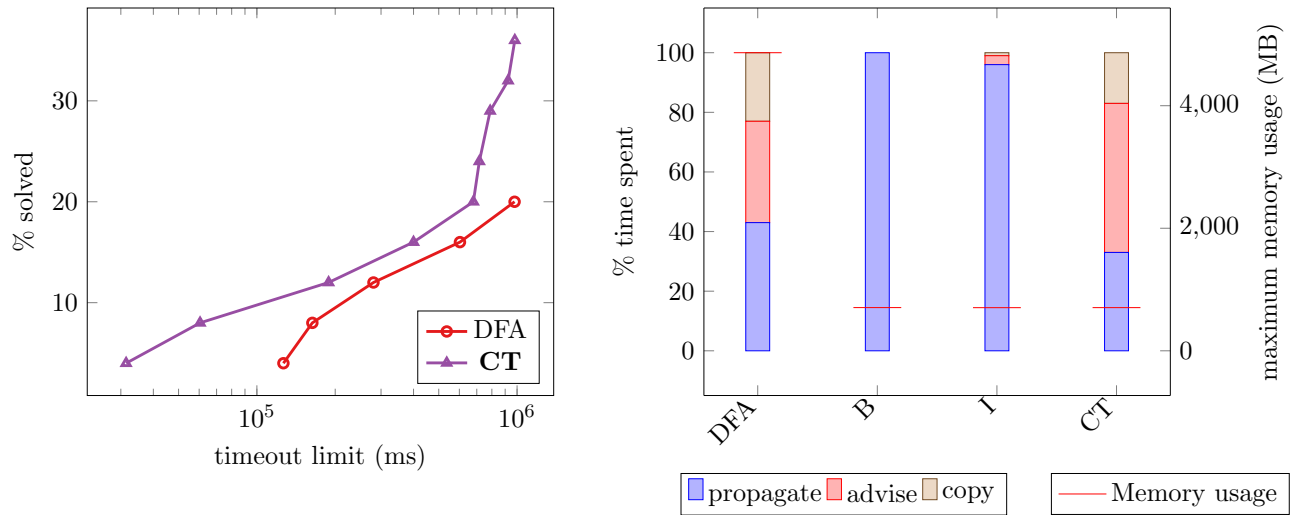 % solved
30
20
10
10^5
10^6
timeout limit (ms)
DFA
CT
% time spent
100
80
60
40
20
0
4,000
2,000
0
maximum memory usage (MB)
DFA
B
I
CT
propagate advise copy
Memory usage